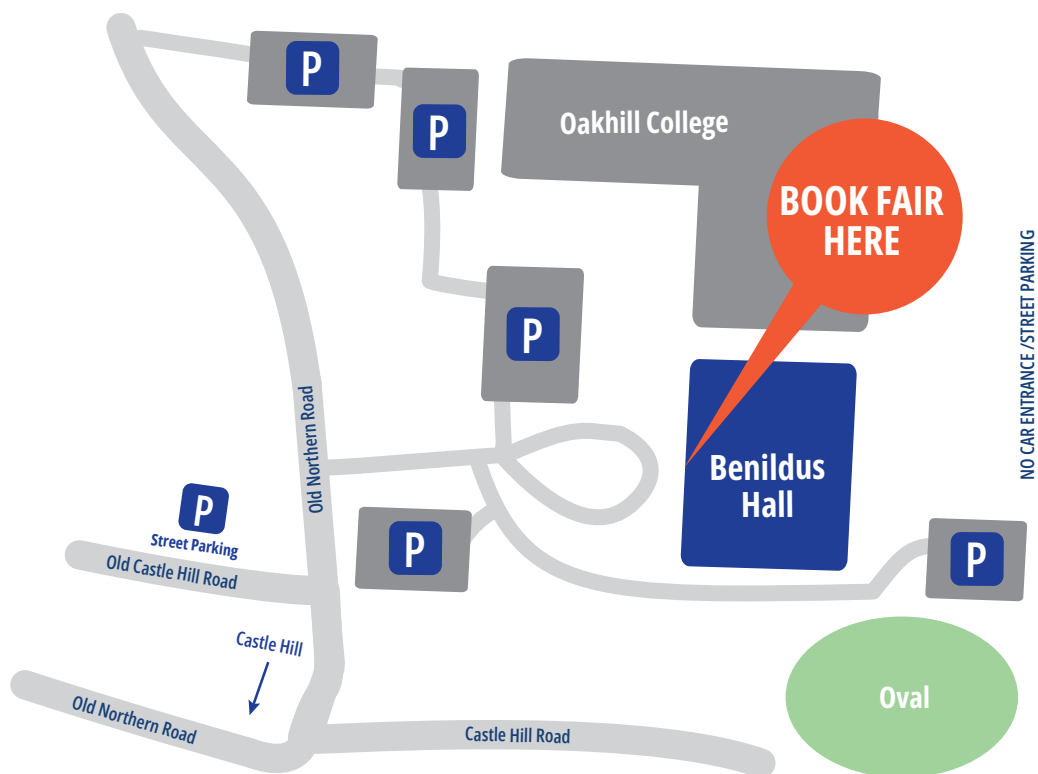 P
P
Oakhill College
BOOK FAIR
HERE
NO CAR ENTRANCE /STREET PARKING
P
Old Northern Road
Benildus
Hall
P
Street Parking
P
P
Old Castle Hill Road
Castle Hill
Old Northern Road
Castle Hill Road
Oval